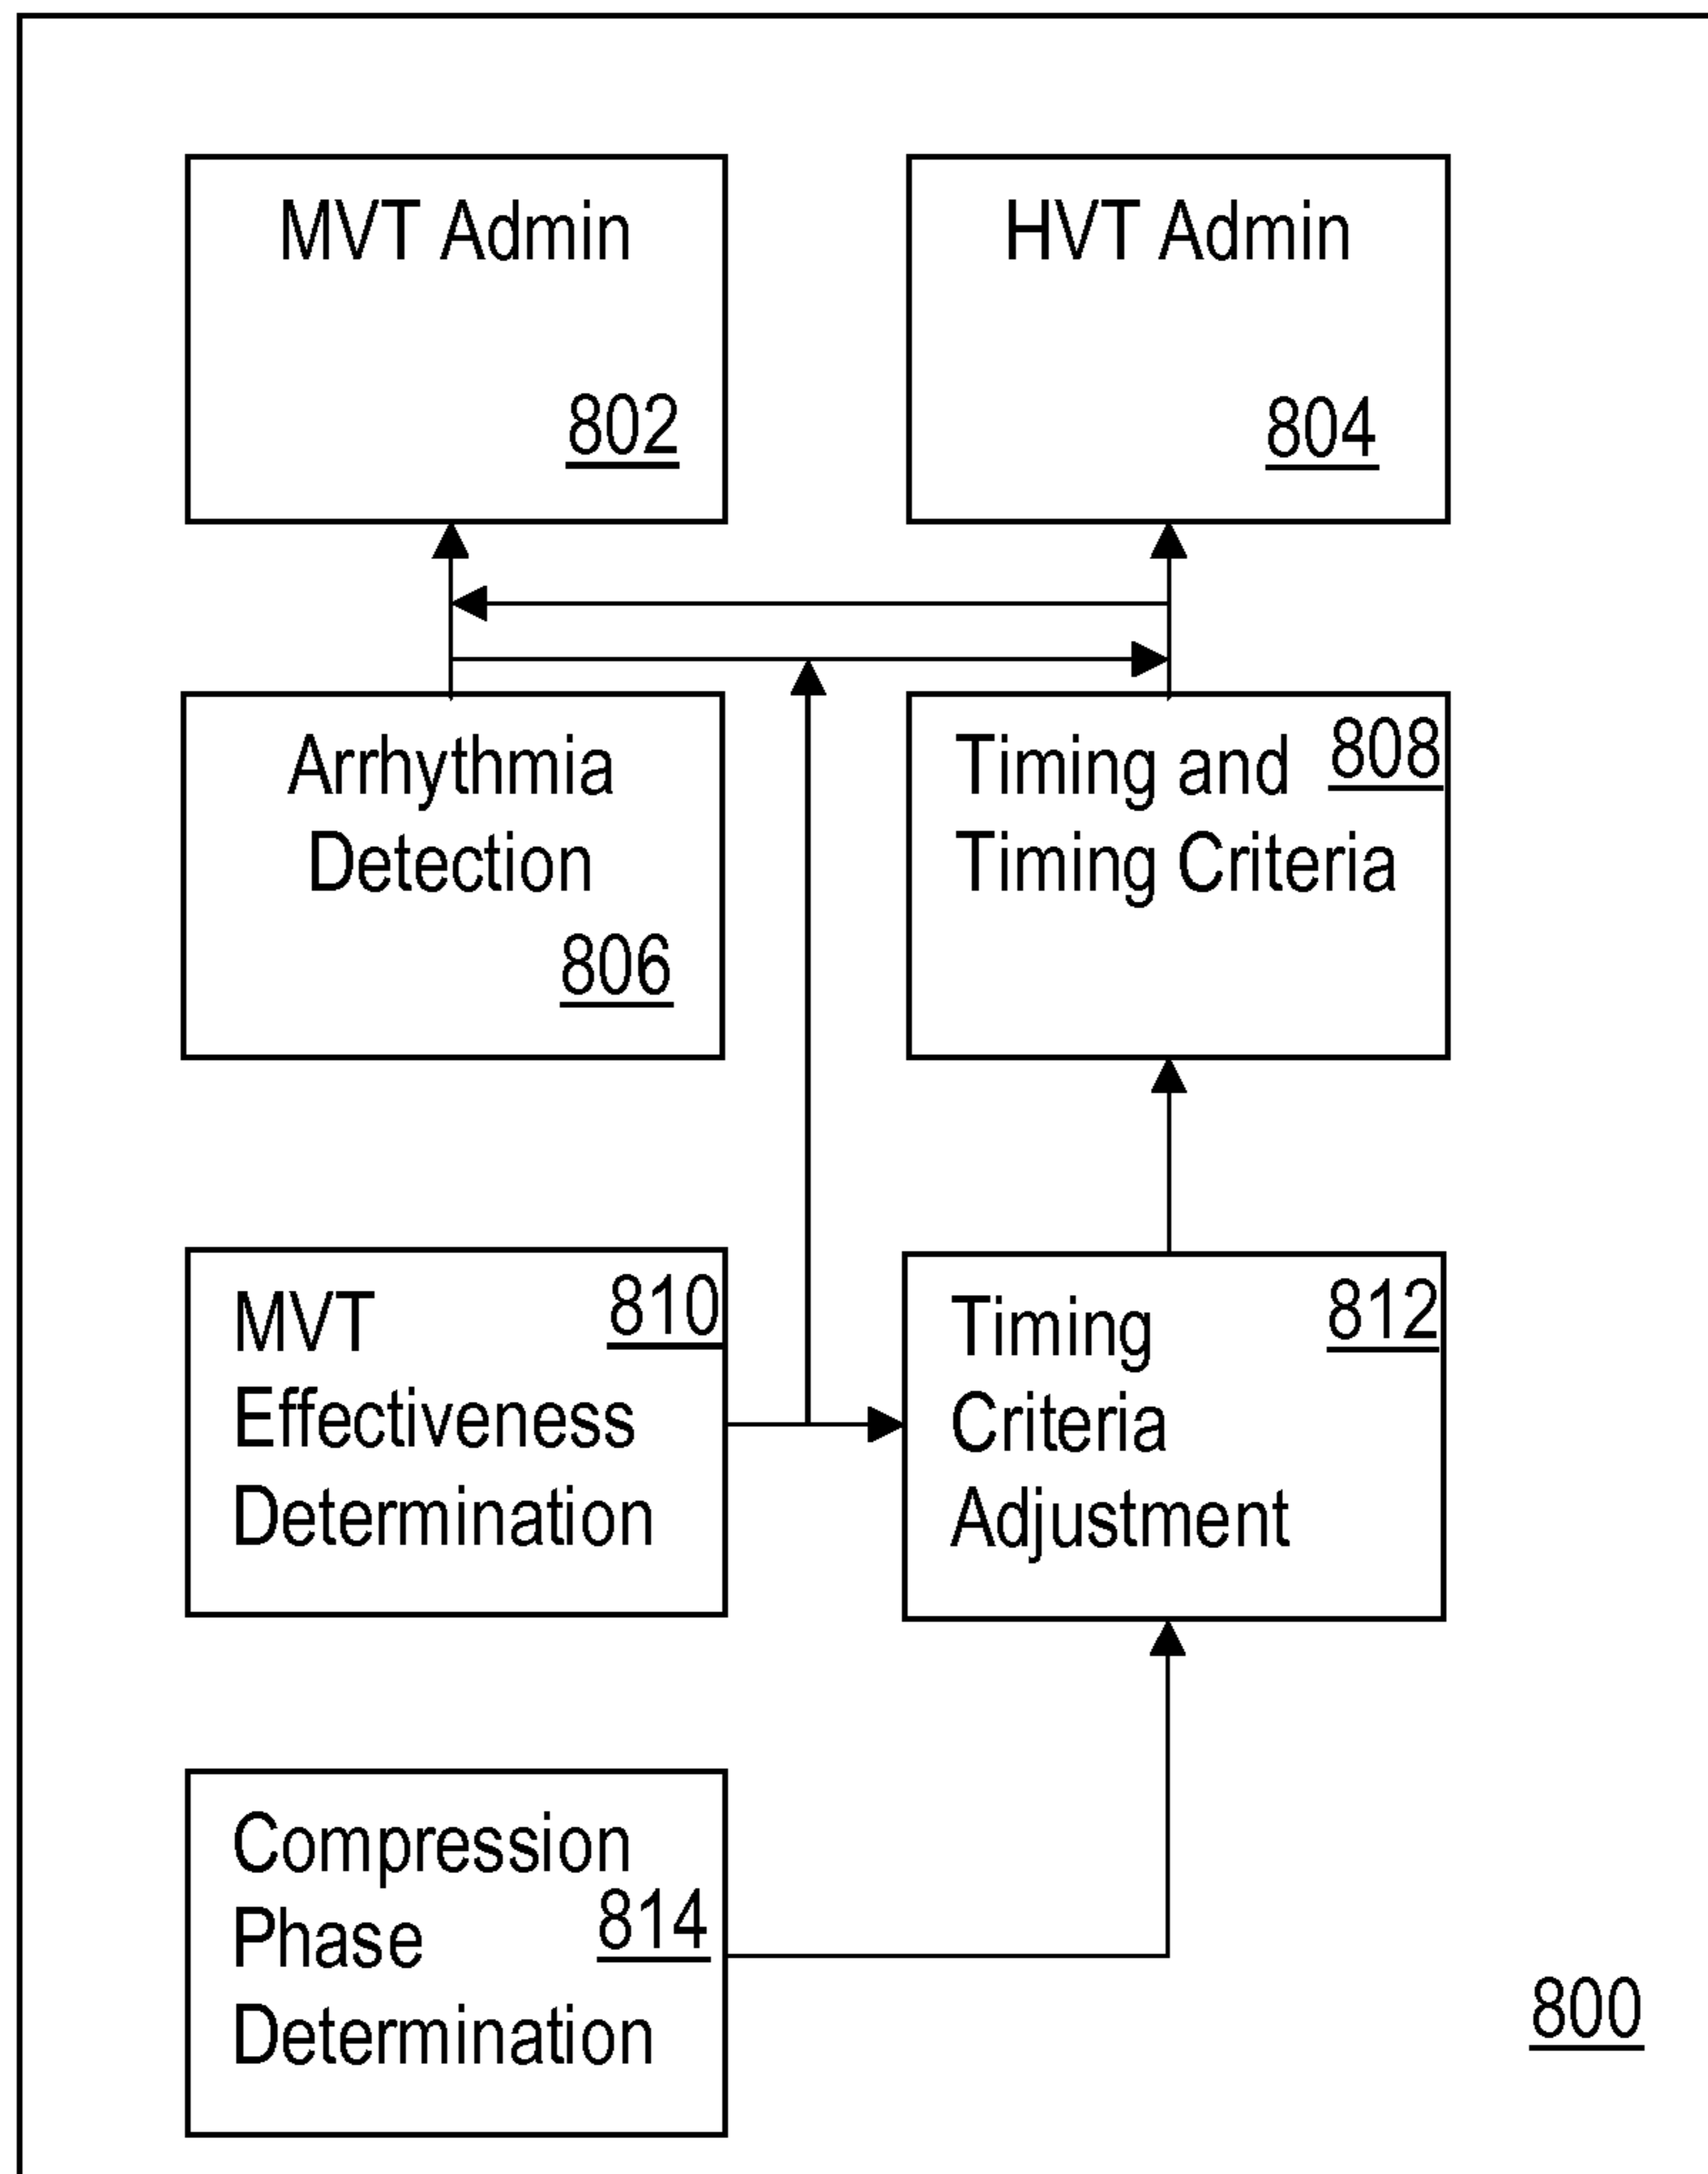 MVT Admin
802
HVT Admin
804
Arrhythmia
Detection
806
Timing and 808
Timing Criteria
MVT 810
Effectiveness
Determination
Timing 812
Criteria
Adjustment
Compression
Phase 814
Determination
800